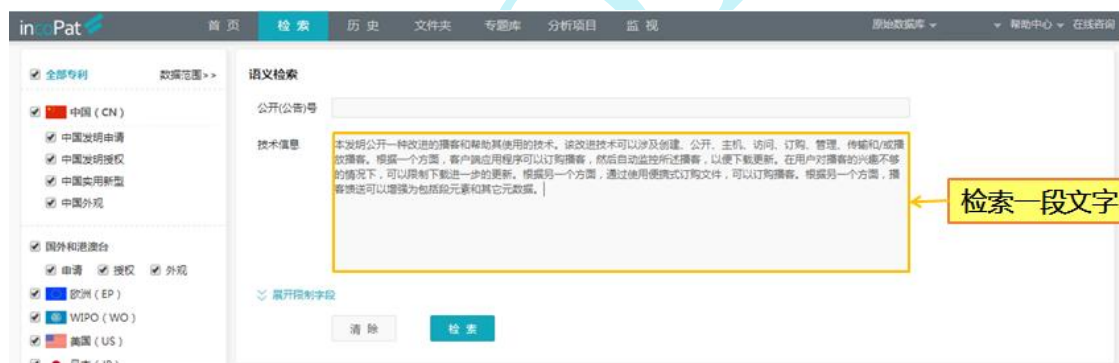 incoPat
首 页 检 索 历 史 文件夹 专题库 分析项目 监 视 原始数据库 帮助中心 在线咨询
全部专利 数据范围>>
中国 ( CN )
中国发明申请
中国发明授权
中国实用新型
中国外观
国外和港澳台
申请 授权 外观
欧洲 ( EP )
WIPO ( WO )
美国 ( US )
语义检索
公开(公告)号
技术信息
本发明公开一种改进的播客和帮助其使用的技术。该改进技术可以涉及创建、公开、主机、访问、订购、管理、传输和/或播
放播客。根据一个方面，客户端应用程序可以订购播客，然后自动监控所述播客，以便下载更新。在用户对播客的兴趣不够
的情况下，可以限制下载进一步的更新。根据另一个方面，通过使用便携式订购文件，可以订购播客。根据另一个方面，播
客馈送可以增强为包括段元素和其它元数据。
检索一段文字
展开限制字段
清 除 检 索